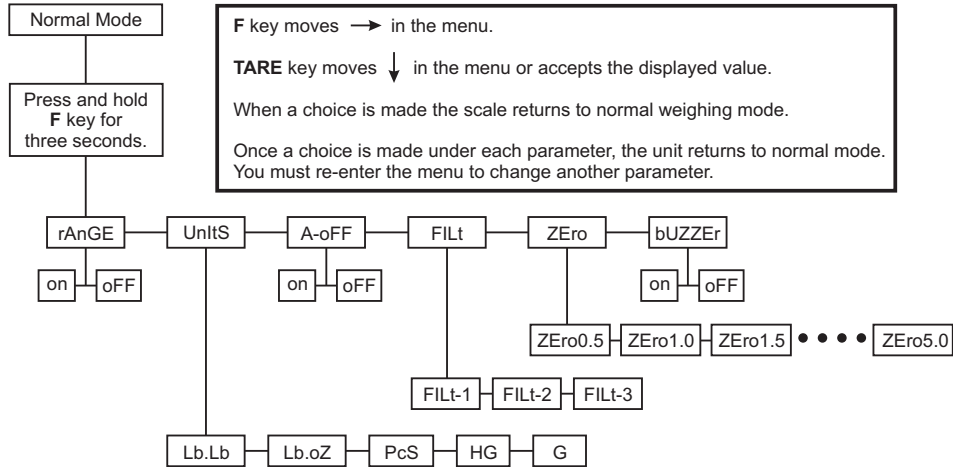 Normal Mode
Press and hold
F key for
three seconds.
F key moves → in the menu.
TARE key moves ↓ in the menu or accepts the displayed value.
When a choice is made the scale returns to normal weighing mode.
Once a choice is made under each parameter, the unit returns to normal mode.
You must re-enter the menu to change another parameter.
rAnGE UnItS A-oFF FILt ZEro bUZZEr
on oFF on oFF on oFF
ZEro0.5 ZEro1.0 ZEro1.5 •••• ZEro5.0
FILt-1 FILt-2 FILt-3
Lb.Lb Lb.oZ PcS HG G